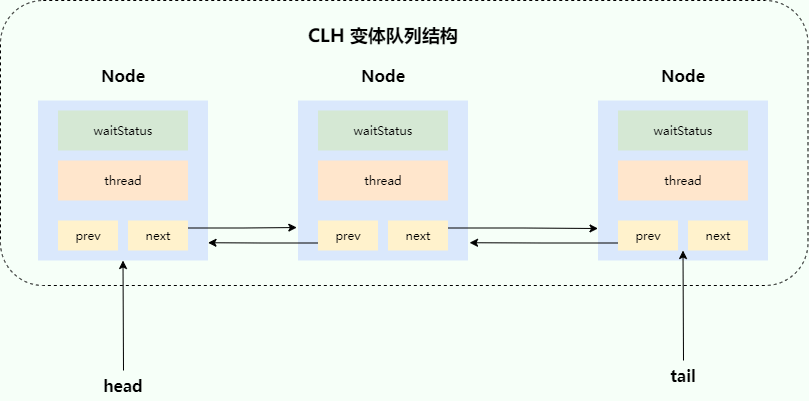 CLH 变体队列结构
Node Node Node
waitStatus waitStatus waitStatus
thread thread thread
prev next prev next prev next
head tail